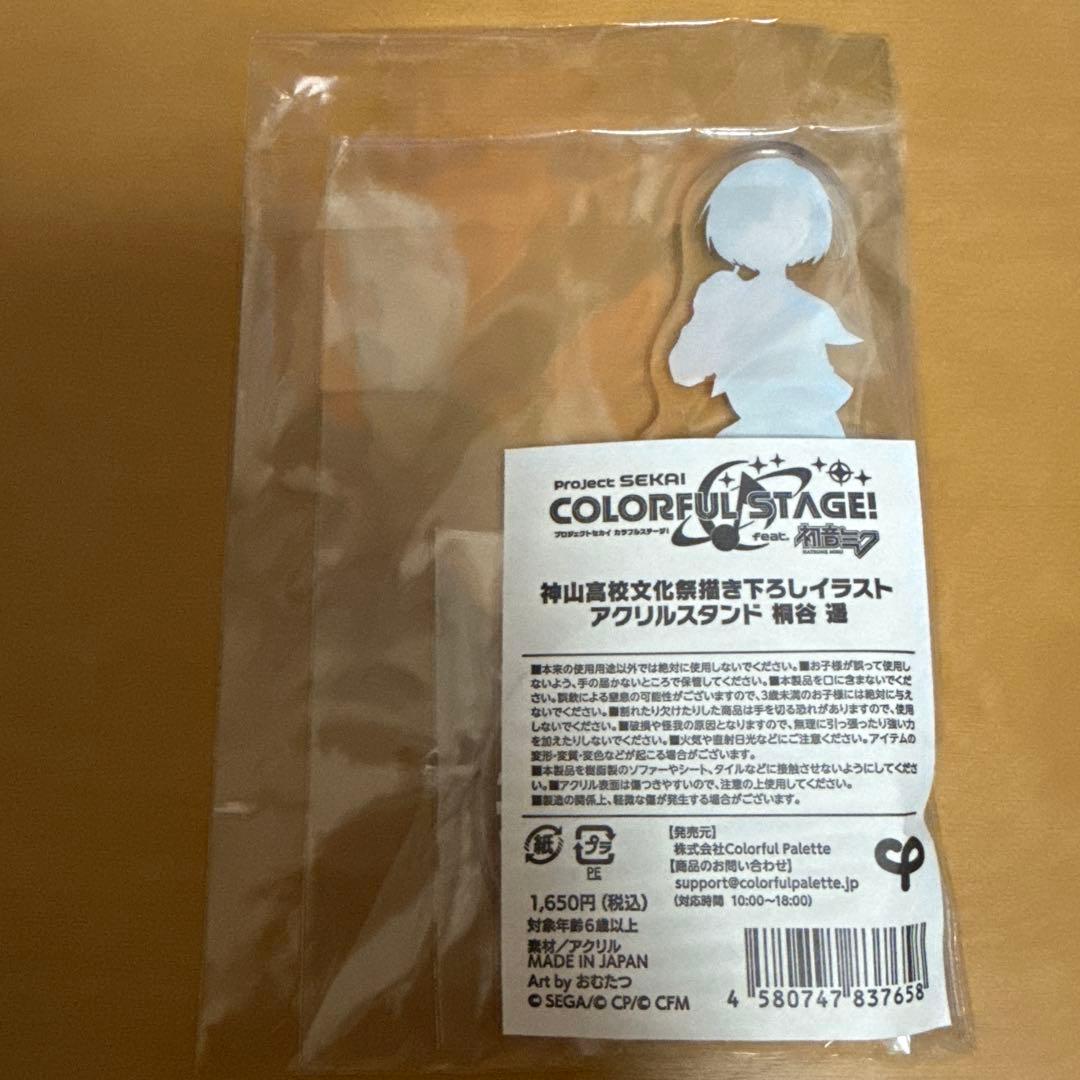 Project SEKAI
COLORFUL STAGE!
プロジェクトセカイ カラフルステージ!
feat. 初音ミク
HATSUNE MIKU
神山高校文化祭描き下ろしイラスト
アクリルスタンド 桐谷 遥
■本来の使用用途以外では絶対に使用しないでください。■お子様が誤って使用し
ないよう、手の届かないところで保管してください。■本製品を口に含まないでくだ
さい。誤飲による窒息の可能性がございますので、3歳未満のお子様には絶対に与え
ないでください。■割れたり欠けたりした商品は手を切る恐れがありますので、使用
しないでください。■破損や怪我の原因となりますので、無理に引っ張ったり強い力
を加えたりしないでください。■火気や直射日光などにご注意ください。アイテムの
変形・変質・変色などが起こる場合がございます。
■本製品を樹脂製のソファーやシート、タイルなどに接触させないようにしてくださ
い。■アクリル表面は傷つきやすいので、注意の上使用してください。
■製造の関係上、軽微な傷が発生する場合がございます。
紙
プラ
PE
【発売元】
株式会社Colorful Palette
【商品のお問い合わせ】
support@colorfulpalette.jp
(対応時間 10:00～18:00)
1,650円(税込)
対象年齢6歳以上
素材/アクリル
MADE IN JAPAN
Art by おむたつ
© SEGA/© CP/© CFM
4 580747 837658